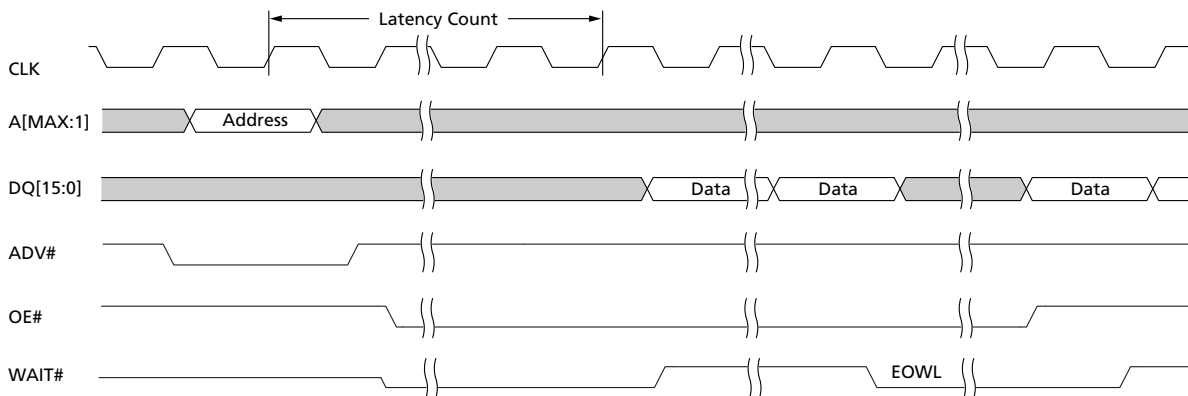 Latency Count
CLK
A[MAX:1] Address
DQ[15:0] Data Data Data
ADV#
OE#
WAIT# EOWL